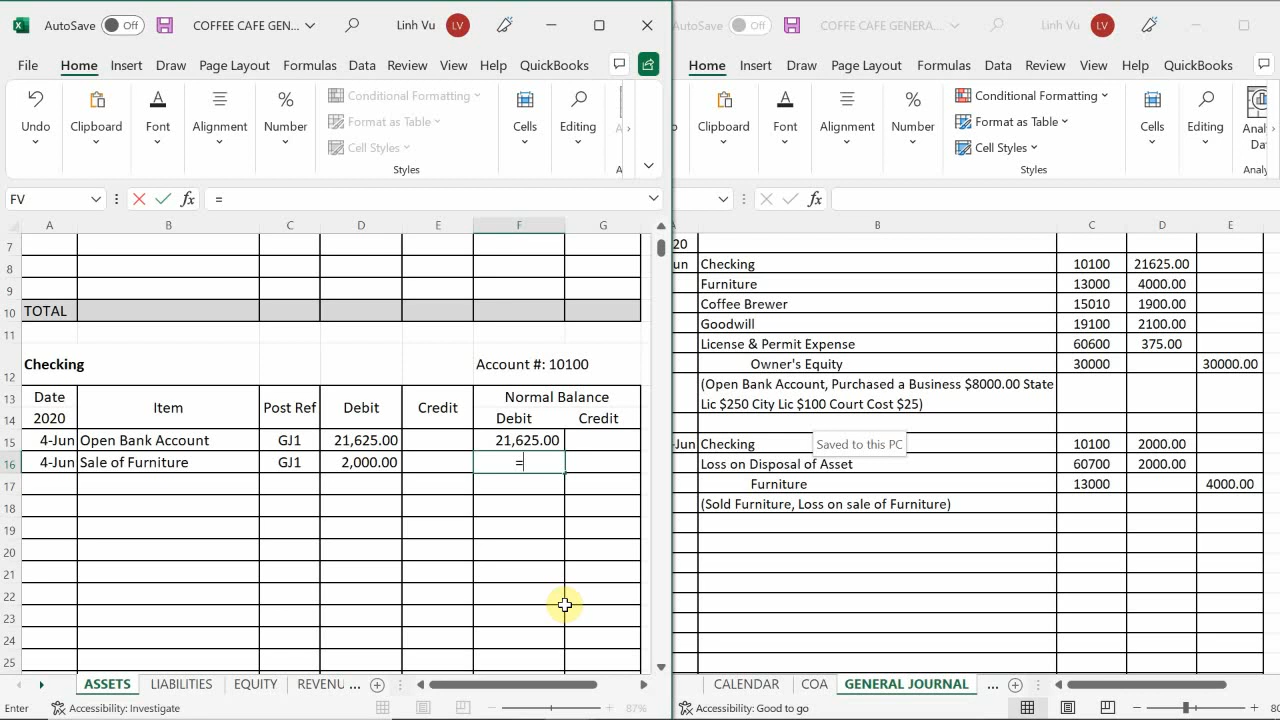 AutoSave Off COFFEE CAFE GEN... Linh Vu LV
File Home Insert Draw Page Layout Formulas Data Review View Help QuickBooks
Undo Clipboard Font Alignment Number Conditional Formatting Format as Table Cell Styles Cells Editing
Styles
FV fx =
A B C D E F G
7
8
9
10 TOTAL
11
12 Checking Account #: 10100
13 Date Item Post Ref Debit Credit Normal Balance
14 2020 Debit Credit
15 4-Jun Open Bank Account GJ1 21,625.00 21,625.00
16 4-Jun Sale of Furniture GJ1 2,000.00 =
17
18
19
20
21
22
23
24
25
ASSETS LIABILITIES EQUITY REVENU ...
Enter Accessibility: Investigate 87%
AutoSave Off COFFE CAFE GENERA... Linh Vu LV
Home Insert Draw Page Layout Formulas Data Review View Help QuickBooks
Clipboard Font Alignment Number Conditional Formatting Format as Table Cell Styles Cells Editing
Styles
fx
B C D E
20
un Checking 10100 21625.00
Furniture 13000 4000.00
Coffee Brewer 15010 1900.00
Goodwill 19100 2100.00
License & Permit Expense 60600 375.00
Owner's Equity 30000 30000.00
(Open Bank Account, Purchased a Business $8000.00 State
Lic $250 City Lic $100 Court Cost $25)
-Jun Checking Saved to this PC 10100 2000.00
Loss on Disposal of Asset 60700 2000.00
Furniture 13000 4000.00
(Sold Furniture, Loss on sale of Furniture)
CALENDAR COA GENERAL JOURNAL ...
Accessibility: Good to go